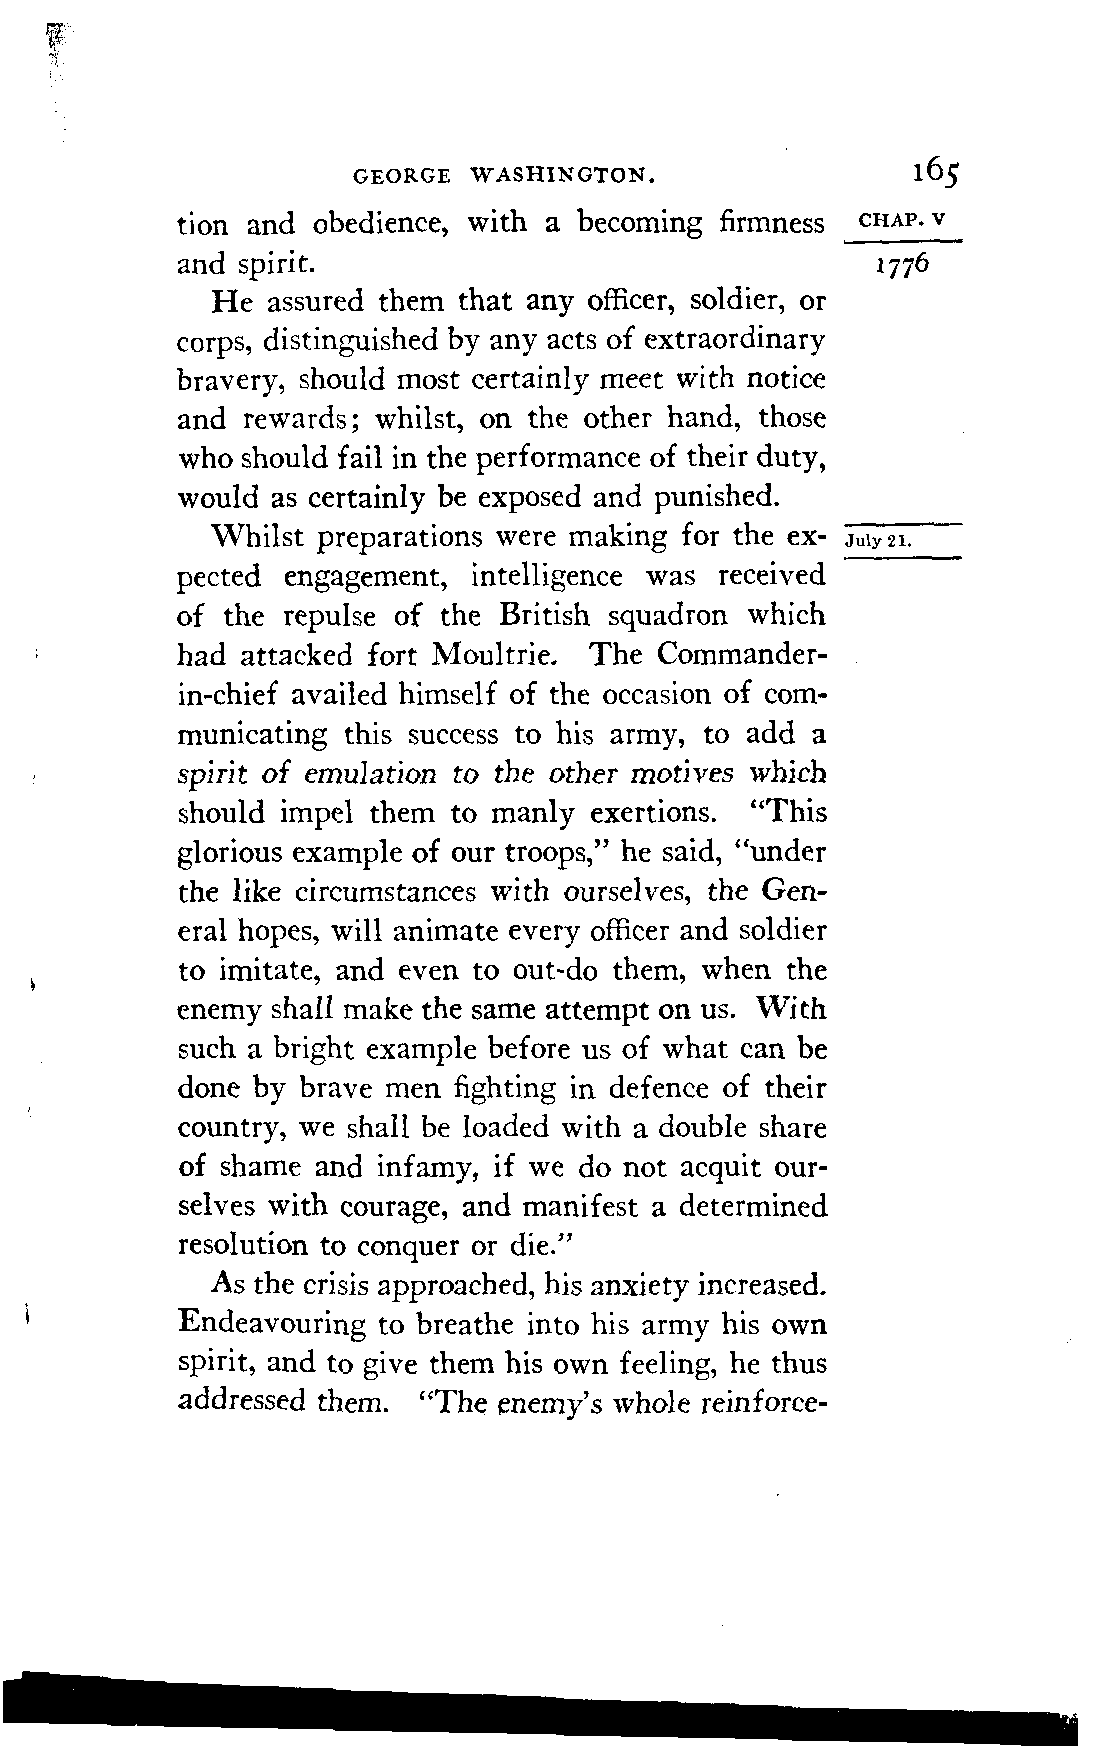 GEORGE WASHINGTON. 165
tion and obedience, with a becoming firmness CHAP. V
and spirit. 1776
He assured them that any officer, soldier, or
corps, distinguished by any acts of extraordinary
bravery, should most certainly meet with notice
and rewards; whilst, on the other hand, those
who should fail in the performance of their duty,
would as certainly be exposed and punished.
Whilst preparations were making for the ex- July 21.
pected engagement, intelligence was received
of the repulse of the British squadron which
had attacked fort Moultrie. The Commander-
in-chief availed himself of the occasion of com-
municating this success to his army, to add a
spirit of emulation to the other motives which
should impel them to manly exertions. “This
glorious example of our troops,” he said, “under
the like circumstances with ourselves, the Gen-
eral hopes, will animate every officer and soldier
to imitate, and even to out-do them, when the
enemy shall make the same attempt on us. With
such a bright example before us of what can be
done by brave men fighting in defence of their
country, we shall be loaded with a double share
of shame and infamy, if we do not acquit our-
selves with courage, and manifest a determined
resolution to conquer or die.”
As the crisis approached, his anxiety increased.
Endeavouring to breathe into his army his own
spirit, and to give them his own feeling, he thus
addressed them. “The enemy's whole reinforce-